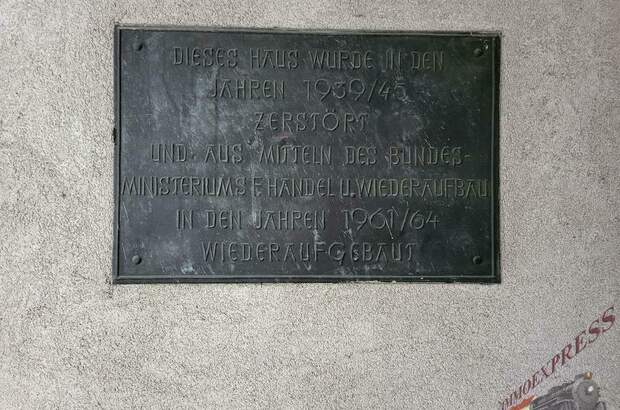 DIESES HAUS WURDE IN DEN
JAHREN 1939/45
ZERSTÖRT
UND AUS MITTELN DES BUNDES-
MINISTERIUMS F. HANDEL U. WIEDERAUFBAU
IN DEN JAHREN 1961/64
WIEDERAUFGEBAUT
IMMOEXPRESS